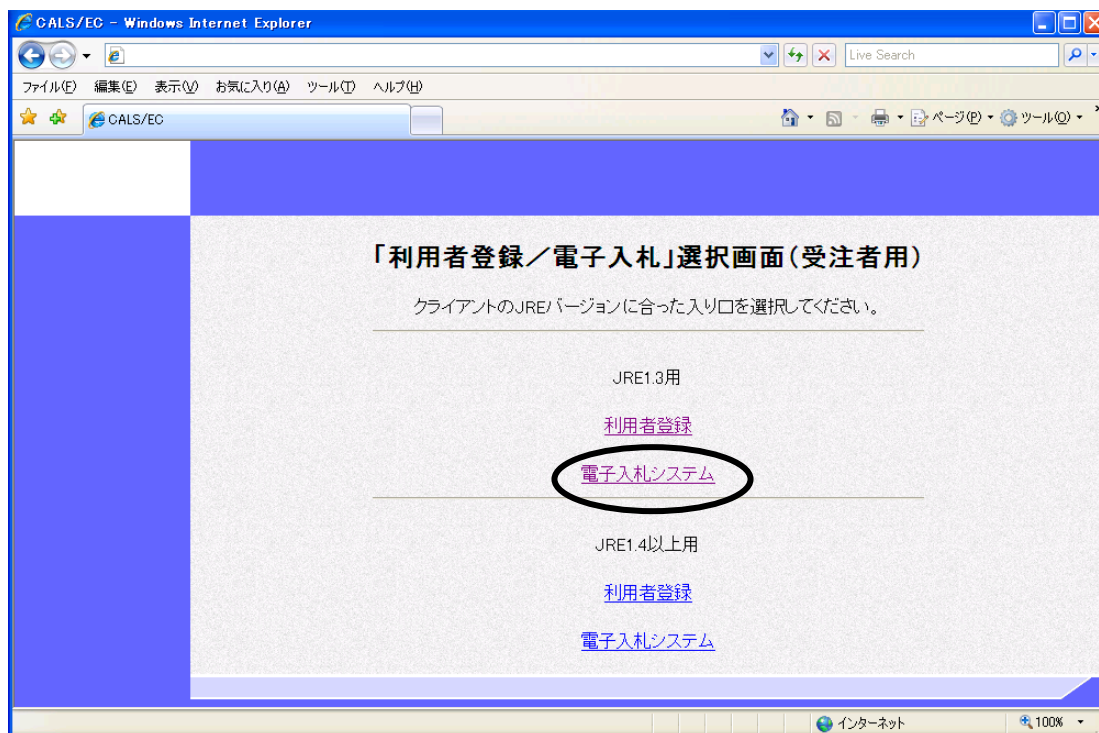 CALS/EC - Windows Internet Explorer
Live Search
ファイル(F) 編集(E) 表示(V) お気に入り(A) ツール(T) ヘルプ(H)
CALS/EC ページ(P) ツール(O)
「利用者登録／電子入札」選択画面(受注者用)
クライアントのJREバージョンに合った入り口を選択してください。
JRE1.3用
利用者登録
電子入札システム
JRE1.4以上用
利用者登録
電子入札システム
インターネット 100%